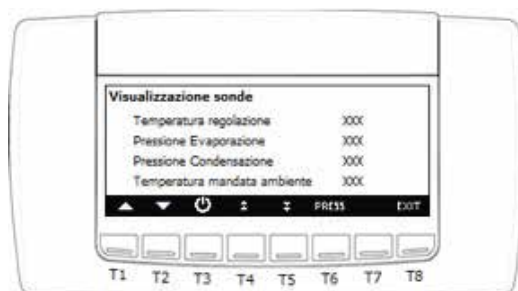 Visualizzazione sonde
Temperatura regolazione XXX
Pressione Evaporazione XXX
Pressione Condensazione XXX
Temperatura mandata ambiente XXX
PRESS EXIT
T1 T2 T3 T4 T5 T6 T7 T8